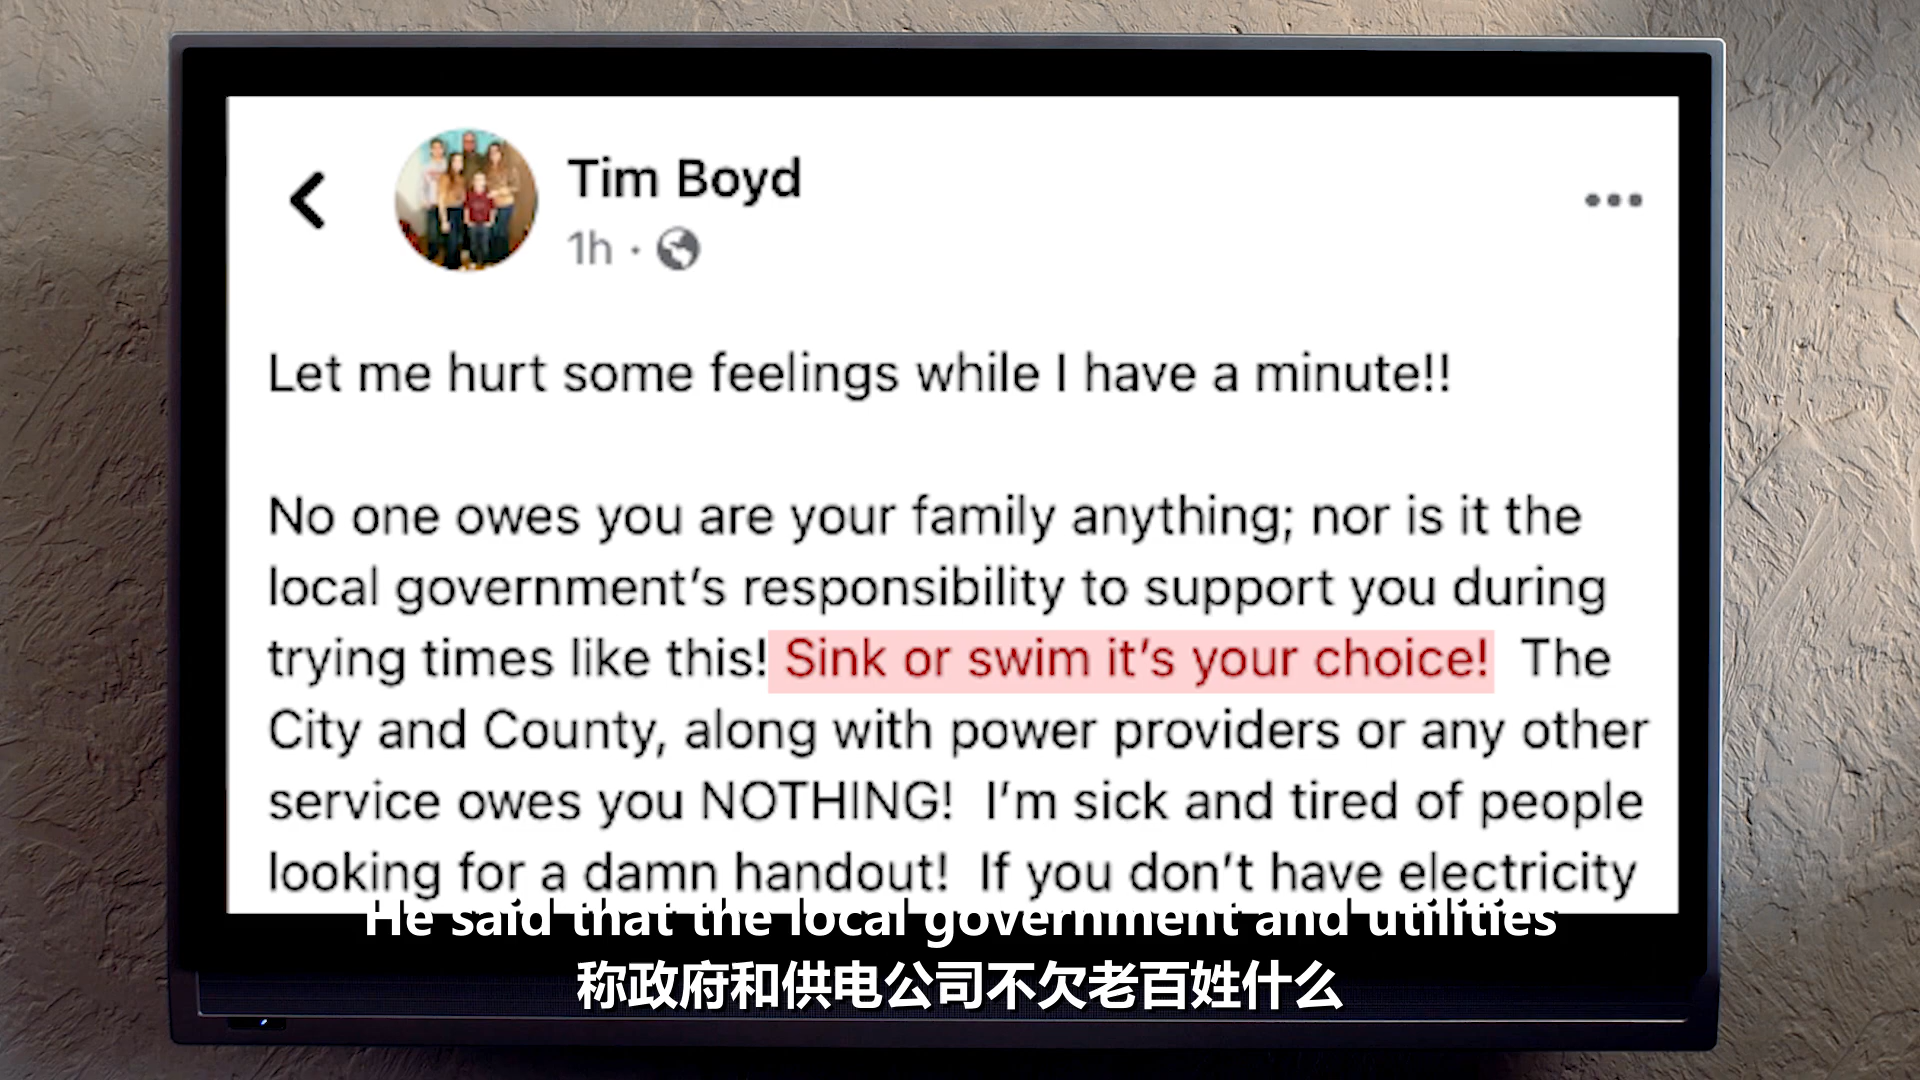 Tim Boyd
1h ·
Let me hurt some feelings while I have a minute!!
No one owes you are your family anything; nor is it the
local government's responsibility to support you during
trying times like this! Sink or swim it's your choice! The
City and County, along with power providers or any other
service owes you NOTHING! I'm sick and tired of people
looking for a damn handout! If you don't have electricity
He said that the local government and utilities
称政府和供电公司不欠老百姓什么